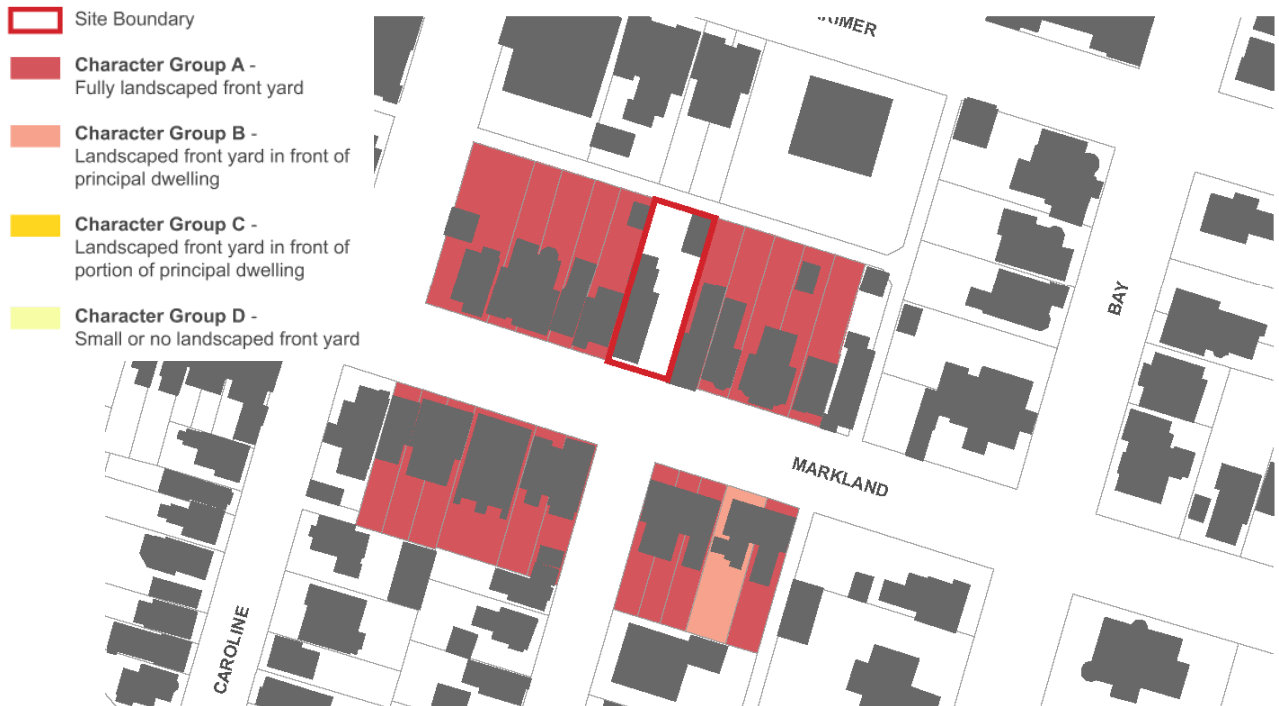 Site Boundary
Character Group A -
Fully landscaped front yard
Character Group B -
Landscaped front yard in front of
principal dwelling
Character Group C -
Landscaped front yard in front of
portion of principal dwelling
Character Group D -
Small or no landscaped front yard
BAY
MARKLAND
CAROLINE